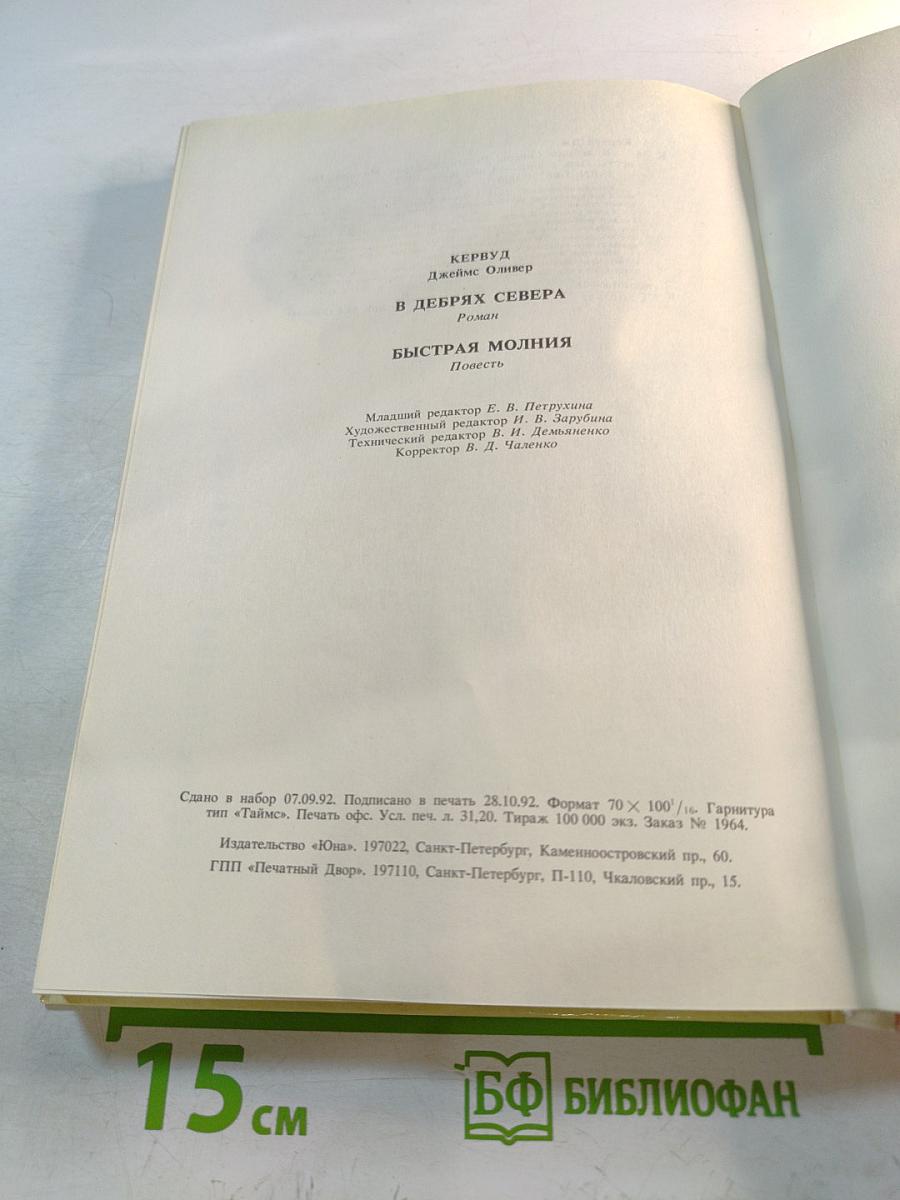 КЕРВУД
Джеймс Оливер
В ДЕБРЯХ СЕВЕРА
Роман
БЫСТРАЯ МОЛНИЯ
Повесть
Младший редактор Е. В. Петрухина
Художественный редактор И. В. Зарубина
Технический редактор В. И. Демьяненко
Корректор В. Д. Чаленко
Сдано в набор 07.09.92. Подписано в печать 28.10.92. Формат 70 × 100¹/₁₆. Гарнитура
тип «Таймс». Печать офс. Усл. печ. л. 31,20. Тираж 100 000 экз. Заказ № 1964.
Издательство «Юна». 197022, Санкт-Петербург, Каменноостровский пр., 60.
ГПП «Печатный Двор». 197110, Санкт-Петербург, П-110, Чкаловский пр., 15.
15 см
БФ БИБЛИОФАН